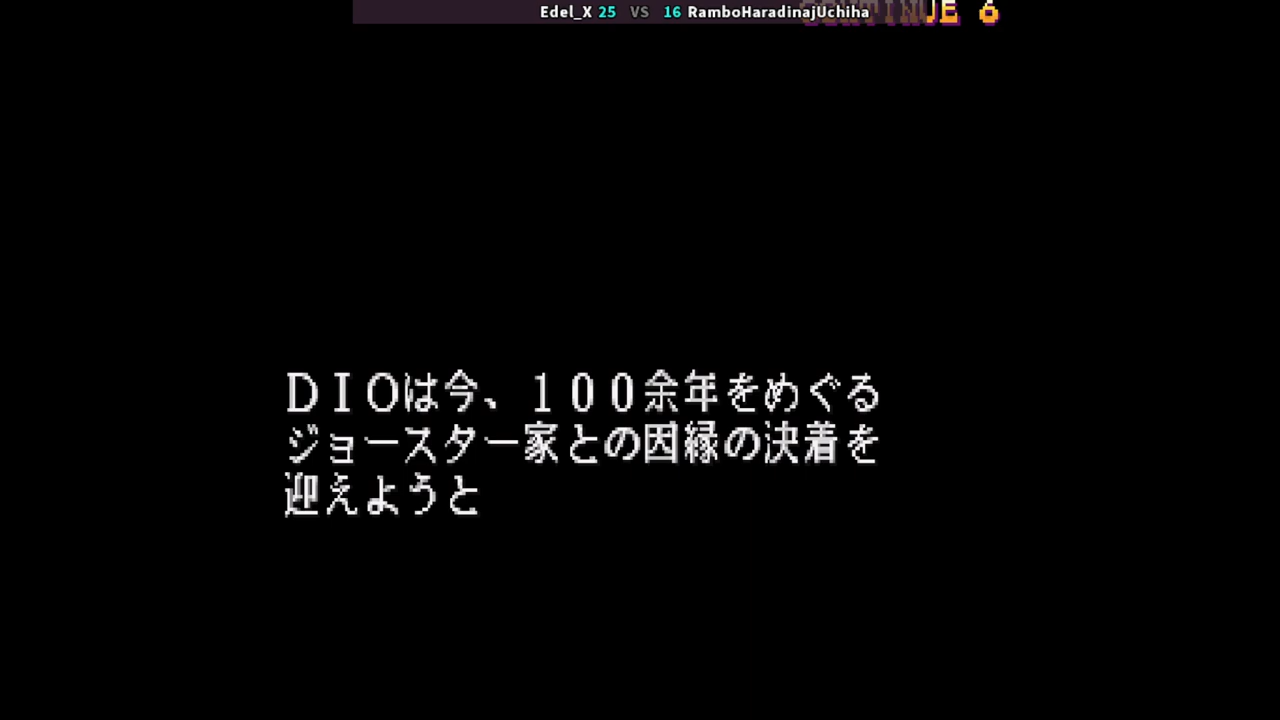 Edel_X 25 VS 16 RamboHaradinajUchiha
CONTINUE 6
DIOは今、100余年をめぐる
ジョースター家との因縁の決着を
迎えようと